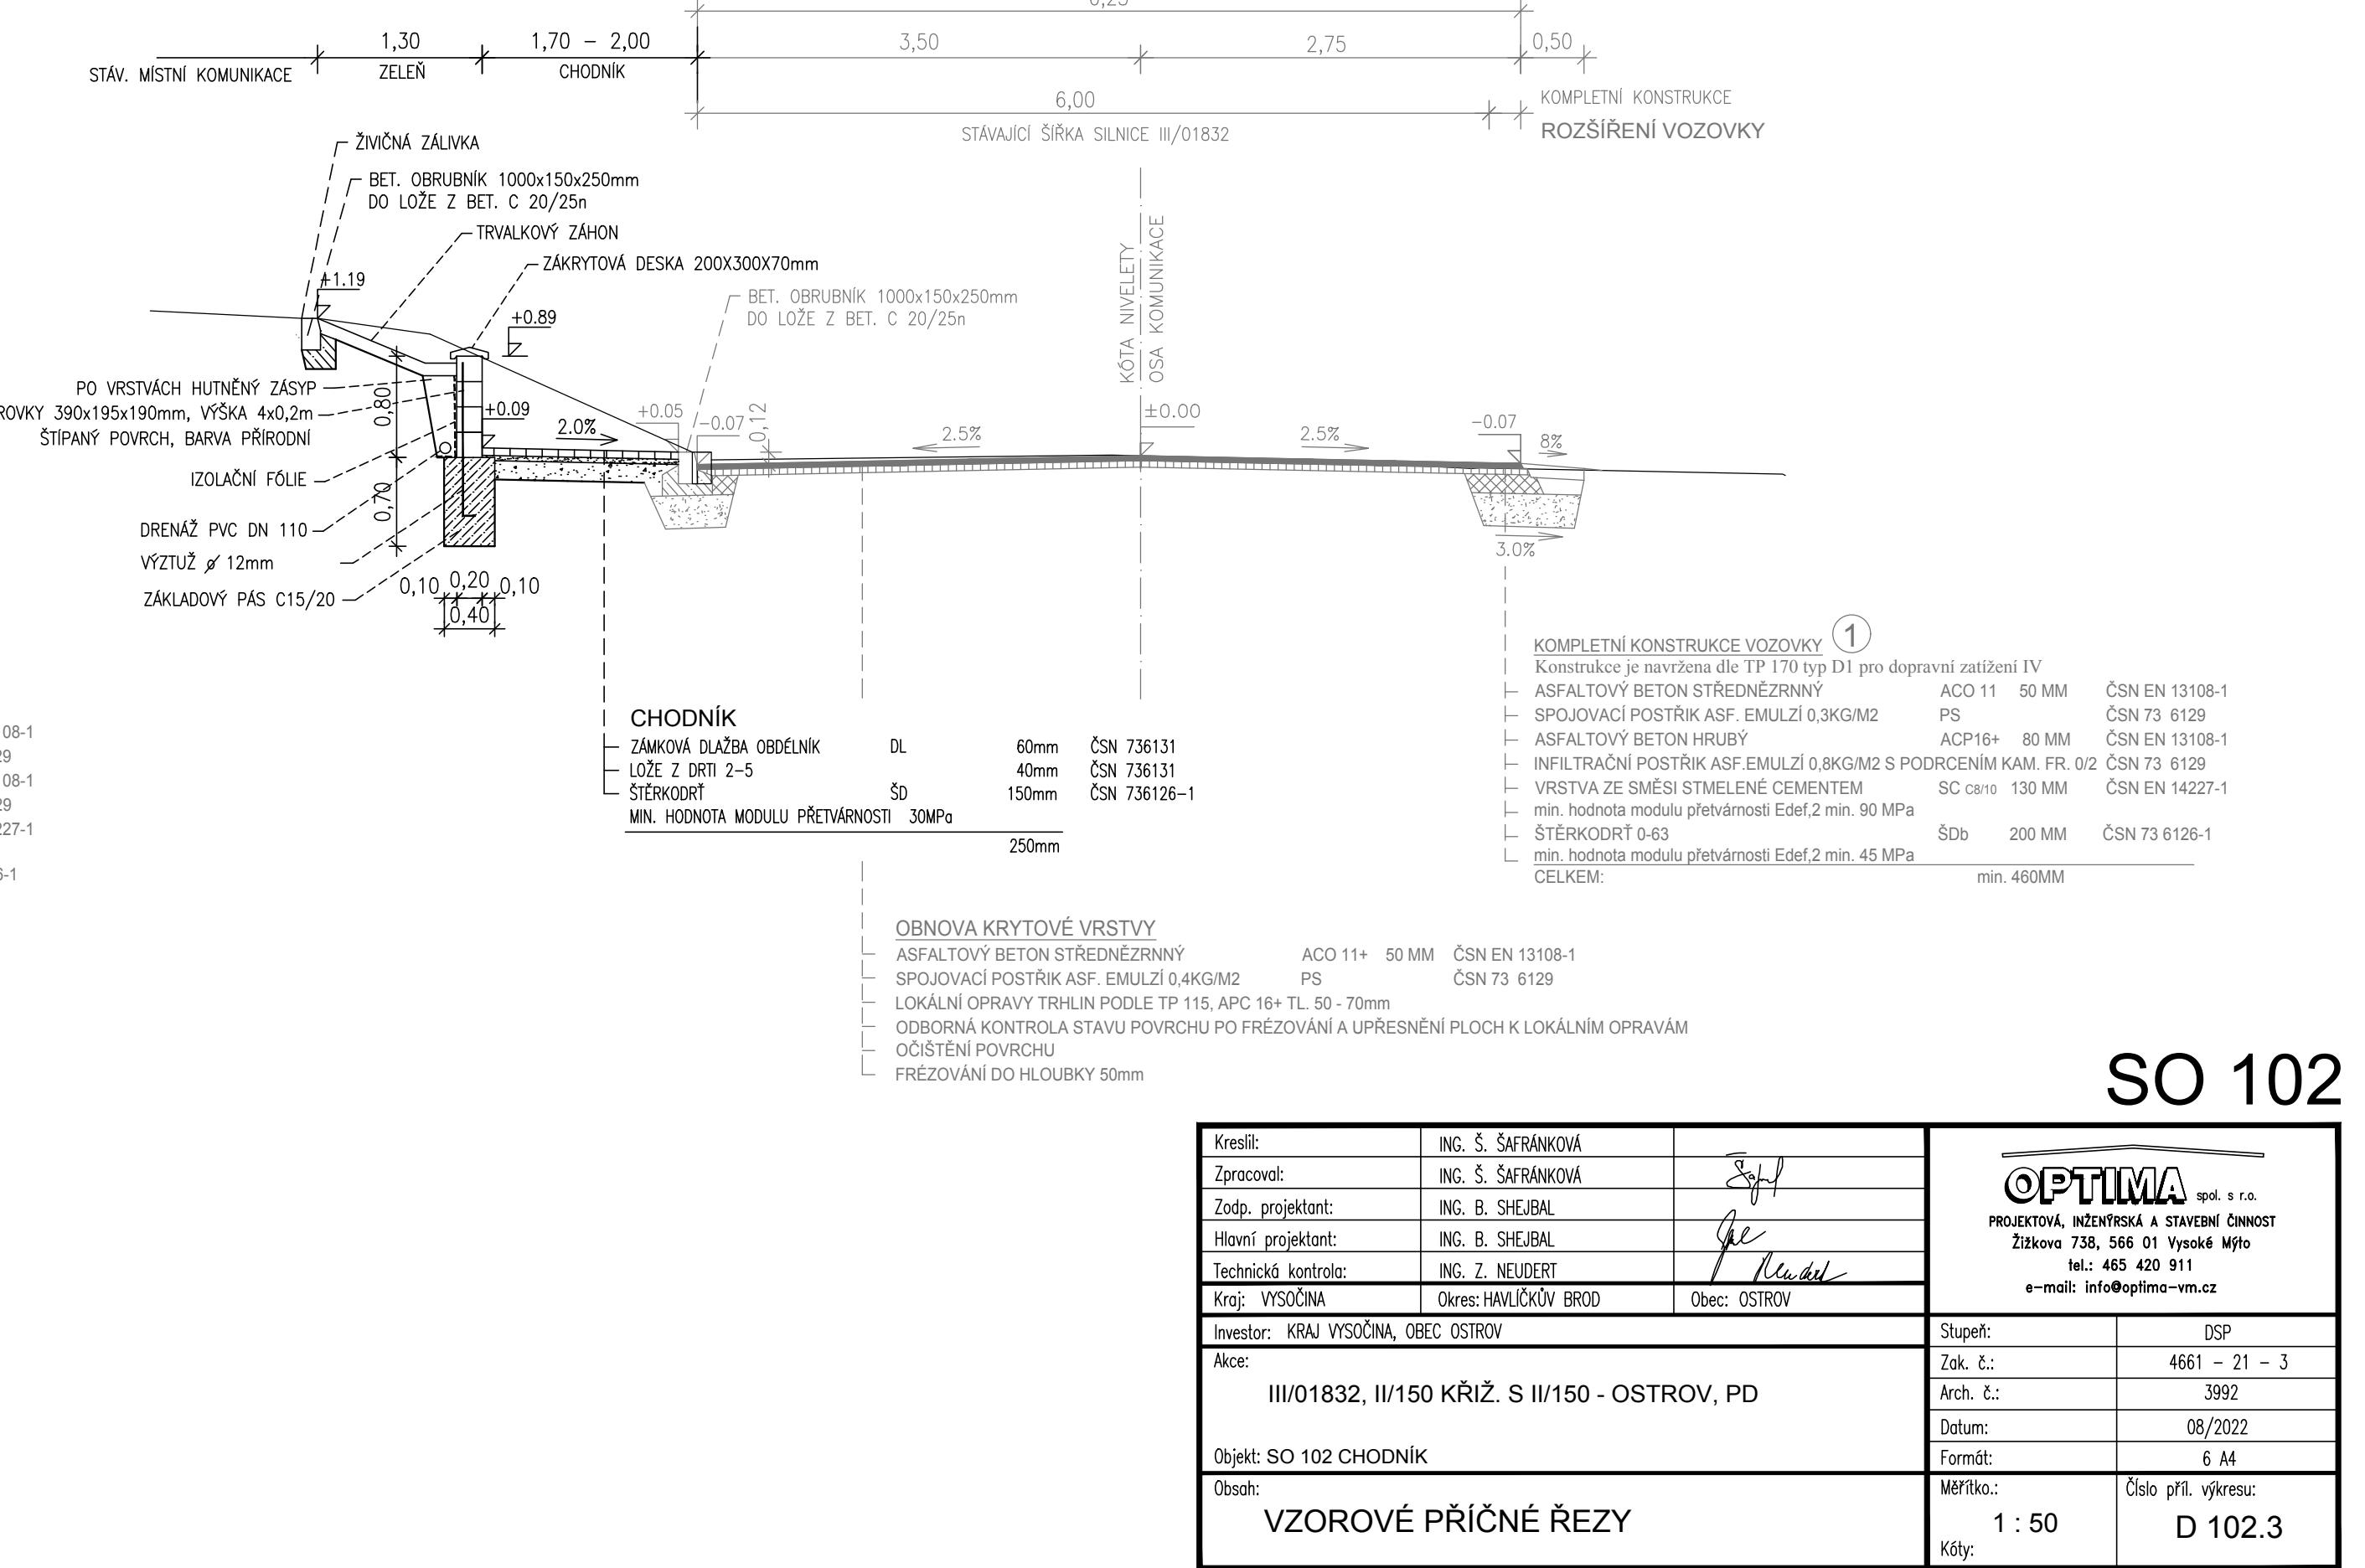 1,30
1,70 – 2,00
3,50
2,75
0,50
STÁV. MÍSTNÍ KOMUNIKACE
ZELEŇ
CHODNÍK
6,00
KOMPLETNÍ KONSTRUKCE
STÁVAJÍCÍ ŠÍŘKA SILNICE III/01832
ROZŠÍŘENÍ VOZOVKY
ŽIVIČNÁ ZÁLIVKA
BET. OBRUBNÍK 1000x150x250mm
DO LOŽE Z BET. C 20/25n
TRVALKOVÝ ZÁHON
ZÁKRYTOVÁ DESKA 200X300X70mm
+1.19
BET. OBRUBNÍK 1000x150x250mm
DO LOŽE Z BET. C 20/25n
+0.89
KÓTA NIVELETY
OSA KOMUNIKACE
PO VRSTVÁCH HUTNĚNÝ ZÁSYP
ROVKY 390x195x190mm, VÝŠKA 4x0,2m
ŠTÍPANÝ POVRCH, BARVA PŘÍRODNÍ
0,80
+0.09
2.0%
+0.05
-0.07
0,12
2.5%
±0.00
2.5%
-0.07
8%
IZOLAČNÍ FÓLIE
0,70
DRENÁŽ PVC DN 110
VÝZTUŽ ø 12mm
ZÁKLADOVÝ PÁS C15/20
0,10 0,20 0,10
0,40
3.0%
KOMPLETNÍ KONSTRUKCE VOZOVKY 1
Konstrukce je navržena dle TP 170 typ D1 pro dopravní zatížení IV
ASFALTOVÝ BETON STŘEDNĚZRNNÝ ACO 11 50 MM ČSN EN 13108-1
SPOJOVACÍ POSTŘIK ASF. EMULZÍ 0,3KG/M2 PS ČSN 73 6129
ASFALTOVÝ BETON HRUBÝ ACP16+ 80 MM ČSN EN 13108-1
INFILTRAČNÍ POSTŘIK ASF.EMULZÍ 0,8KG/M2 S PODRCENÍM KAM. FR. 0/2 ČSN 73 6129
VRSTVA ZE SMĚSI STMELENÉ CEMENTEM SC C8/10 130 MM ČSN EN 14227-1
min. hodnota modulu přetvárnosti Edef,2 min. 90 MPa
ŠTĚRKODRŤ 0-63 ŠDb 200 MM ČSN 73 6126-1
min. hodnota modulu přetvárnosti Edef,2 min. 45 MPa
CELKEM: min. 460MM
CHODNÍK
ZÁMKOVÁ DLAŽBA OBDÉLNÍK DL 60mm ČSN 736131
LOŽE Z DRTI 2-5 40mm ČSN 736131
ŠTĚRKODRŤ ŠD 150mm ČSN 736126-1
MIN. HODNOTA MODULU PŘETVÁRNOSTI 30MPa
250mm
08-1
29
08-1
29
227-1
6-1
OBNOVA KRYTOVÉ VRSTVY
ASFALTOVÝ BETON STŘEDNĚZRNNÝ ACO 11+ 50 MM ČSN EN 13108-1
SPOJOVACÍ POSTŘIK ASF. EMULZÍ 0,4KG/M2 PS ČSN 73 6129
LOKÁLNÍ OPRAVY TRHLIN PODLE TP 115, APC 16+ TL. 50 - 70mm
ODBORNÁ KONTROLA STAVU POVRCHU PO FRÉZOVÁNÍ A UPŘESNĚNÍ PLOCH K LOKÁLNÍM OPRAVÁM
OČIŠTĚNÍ POVRCHU
FRÉZOVÁNÍ DO HLOUBKY 50mm
SO 102
Kreslil: ING. Š. ŠAFRÁNKOVÁ
Zpracoval: ING. Š. ŠAFRÁNKOVÁ
Zodp. projektant: ING. B. SHEJBAL
Hlavní projektant: ING. B. SHEJBAL
Technická kontrola: ING. Z. NEUDERT
Kraj: VYSOČINA Okres: HAVLÍČKŮV BROD Obec: OSTROV
OPTIMA spol. s r.o.
PROJEKTOVÁ, INŽENÝRSKÁ A STAVEBNÍ ČINNOST
Žižkova 738, 566 01 Vysoké Mýto
tel.: 465 420 911
e-mail: info@optima-vm.cz
Investor: KRAJ VYSOČINA, OBEC OSTROV
Akce:
III/01832, II/150 KŘIŽ. S II/150 - OSTROV, PD
Objekt: SO 102 CHODNÍK
Obsah:
VZOROVÉ PŘÍČNÉ ŘEZY
Stupeň: DSP
Zak. č.: 4661 – 21 – 3
Arch. č.: 3992
Datum: 08/2022
Formát: 6 A4
Měřítko.:
1 : 50
Kóty:
Číslo příl. výkresu:
D 102.3